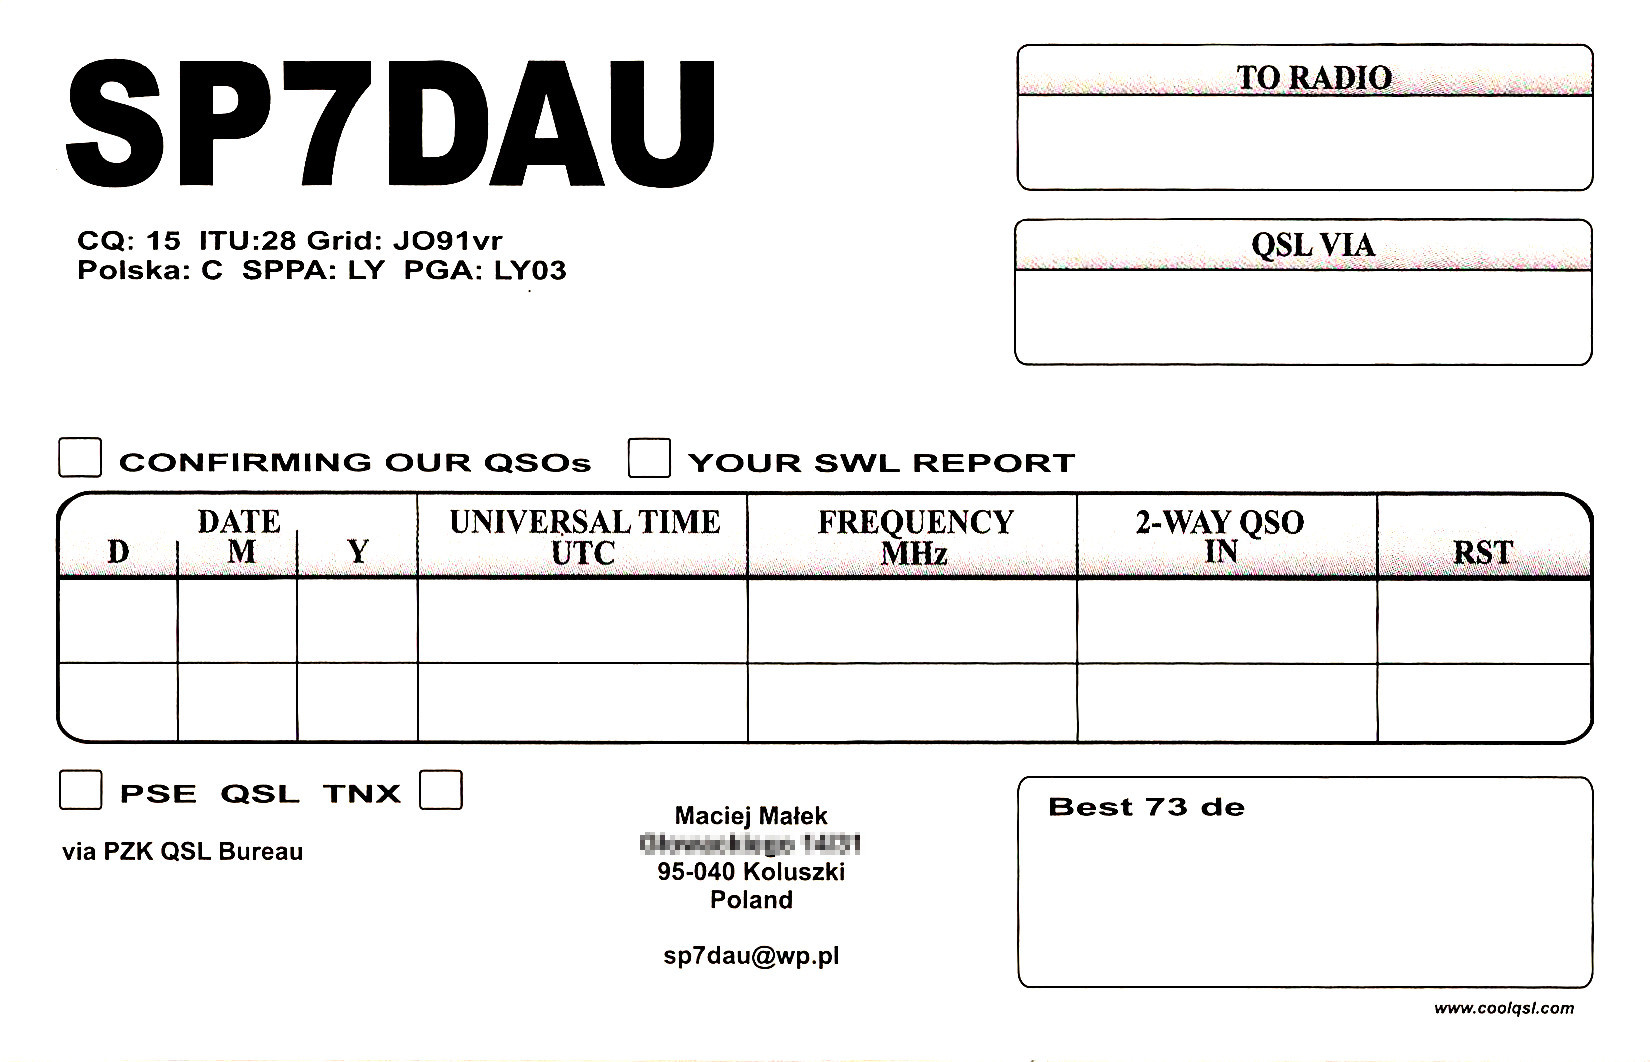 SP7DAU
CQ: 15 ITU:28 Grid: JO91vr
Polska: C SPPA: LY PGA: LY03
TO RADIO
QSL VIA
CONFIRMING OUR QSOs YOUR SWL REPORT
DATE
D M Y
UNIVERSAL TIME
UTC
FREQUENCY
MHz
2-WAY QSO
IN
RST
PSE QSL TNX
via PZK QSL Bureau
Maciej Małek
95-040 Koluszki
Poland
sp7dau@wp.pl
Best 73 de
www.coolqsl.com